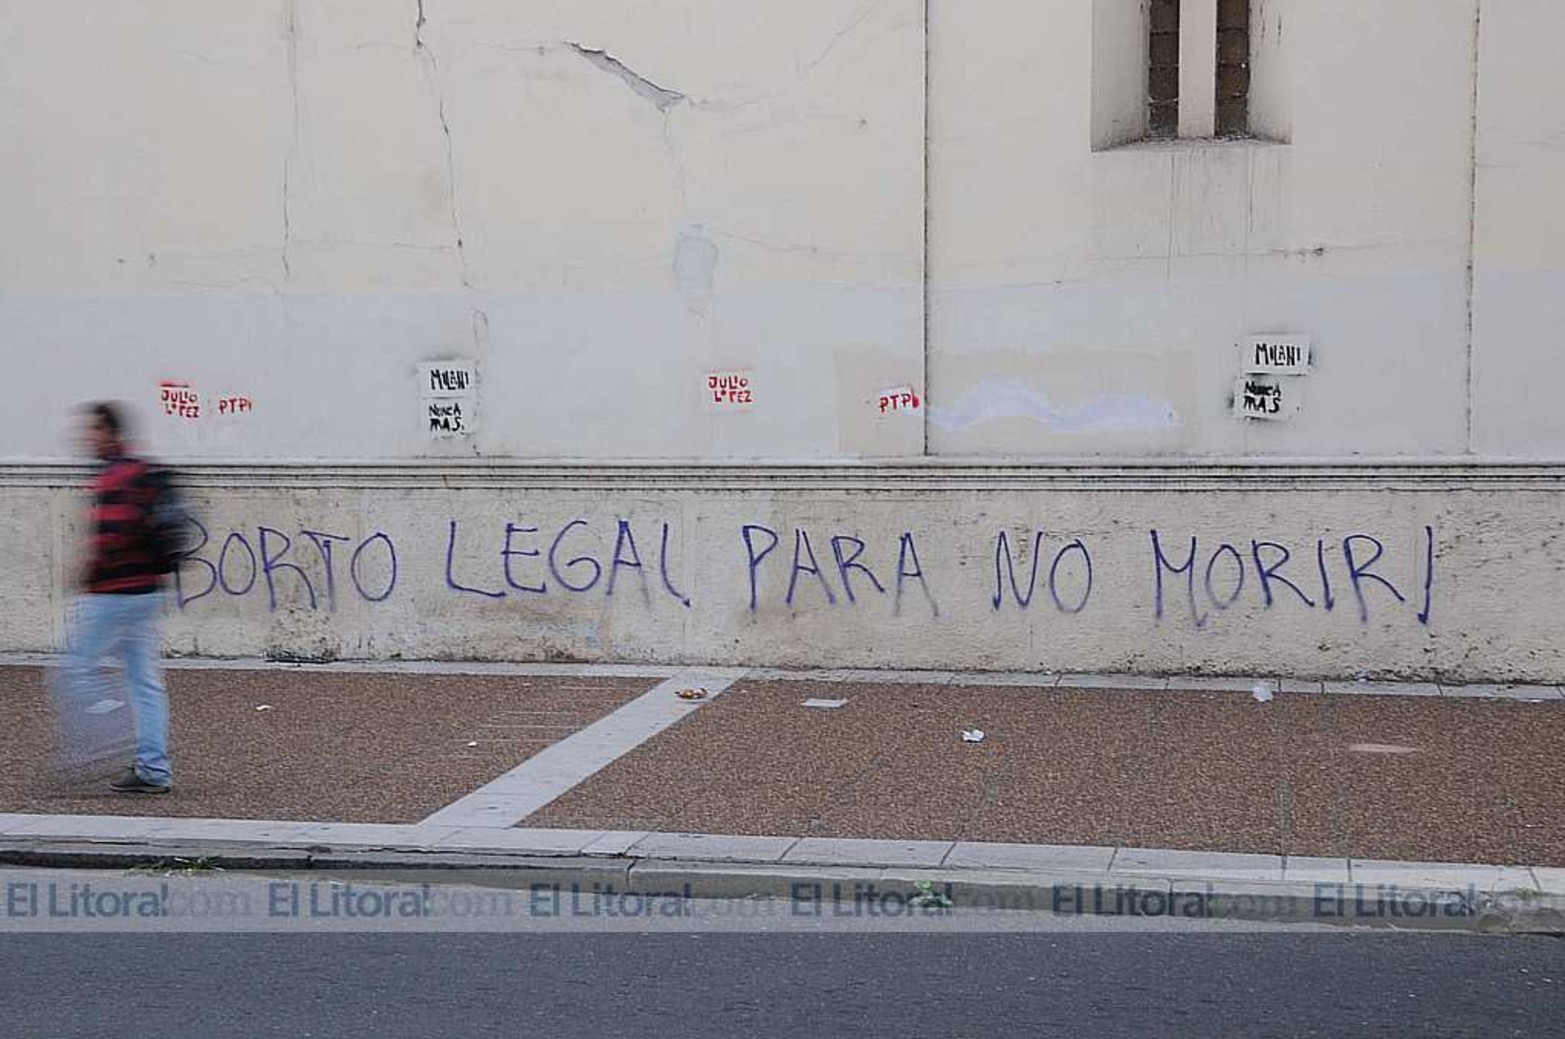 JULIO
LOPEZ
PTP
MILANI
NUNCA
MAS.
JULIO
LOPEZ
PTP
MILANI
NUNCA
MAS
BORTO LEGAL PARA NO MORIR!
El Litoral.com El Litoral.com El Litoral.com El Litoral.com El Litoral.com El Litoral